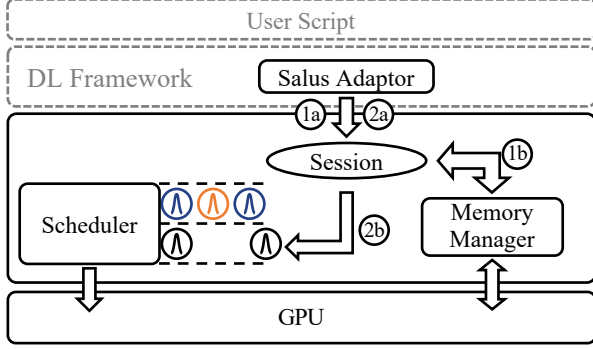 User Script
DL Framework
Salus Adaptor
1a
2a
Session
1b
Scheduler
2b
Memory
Manager
GPU